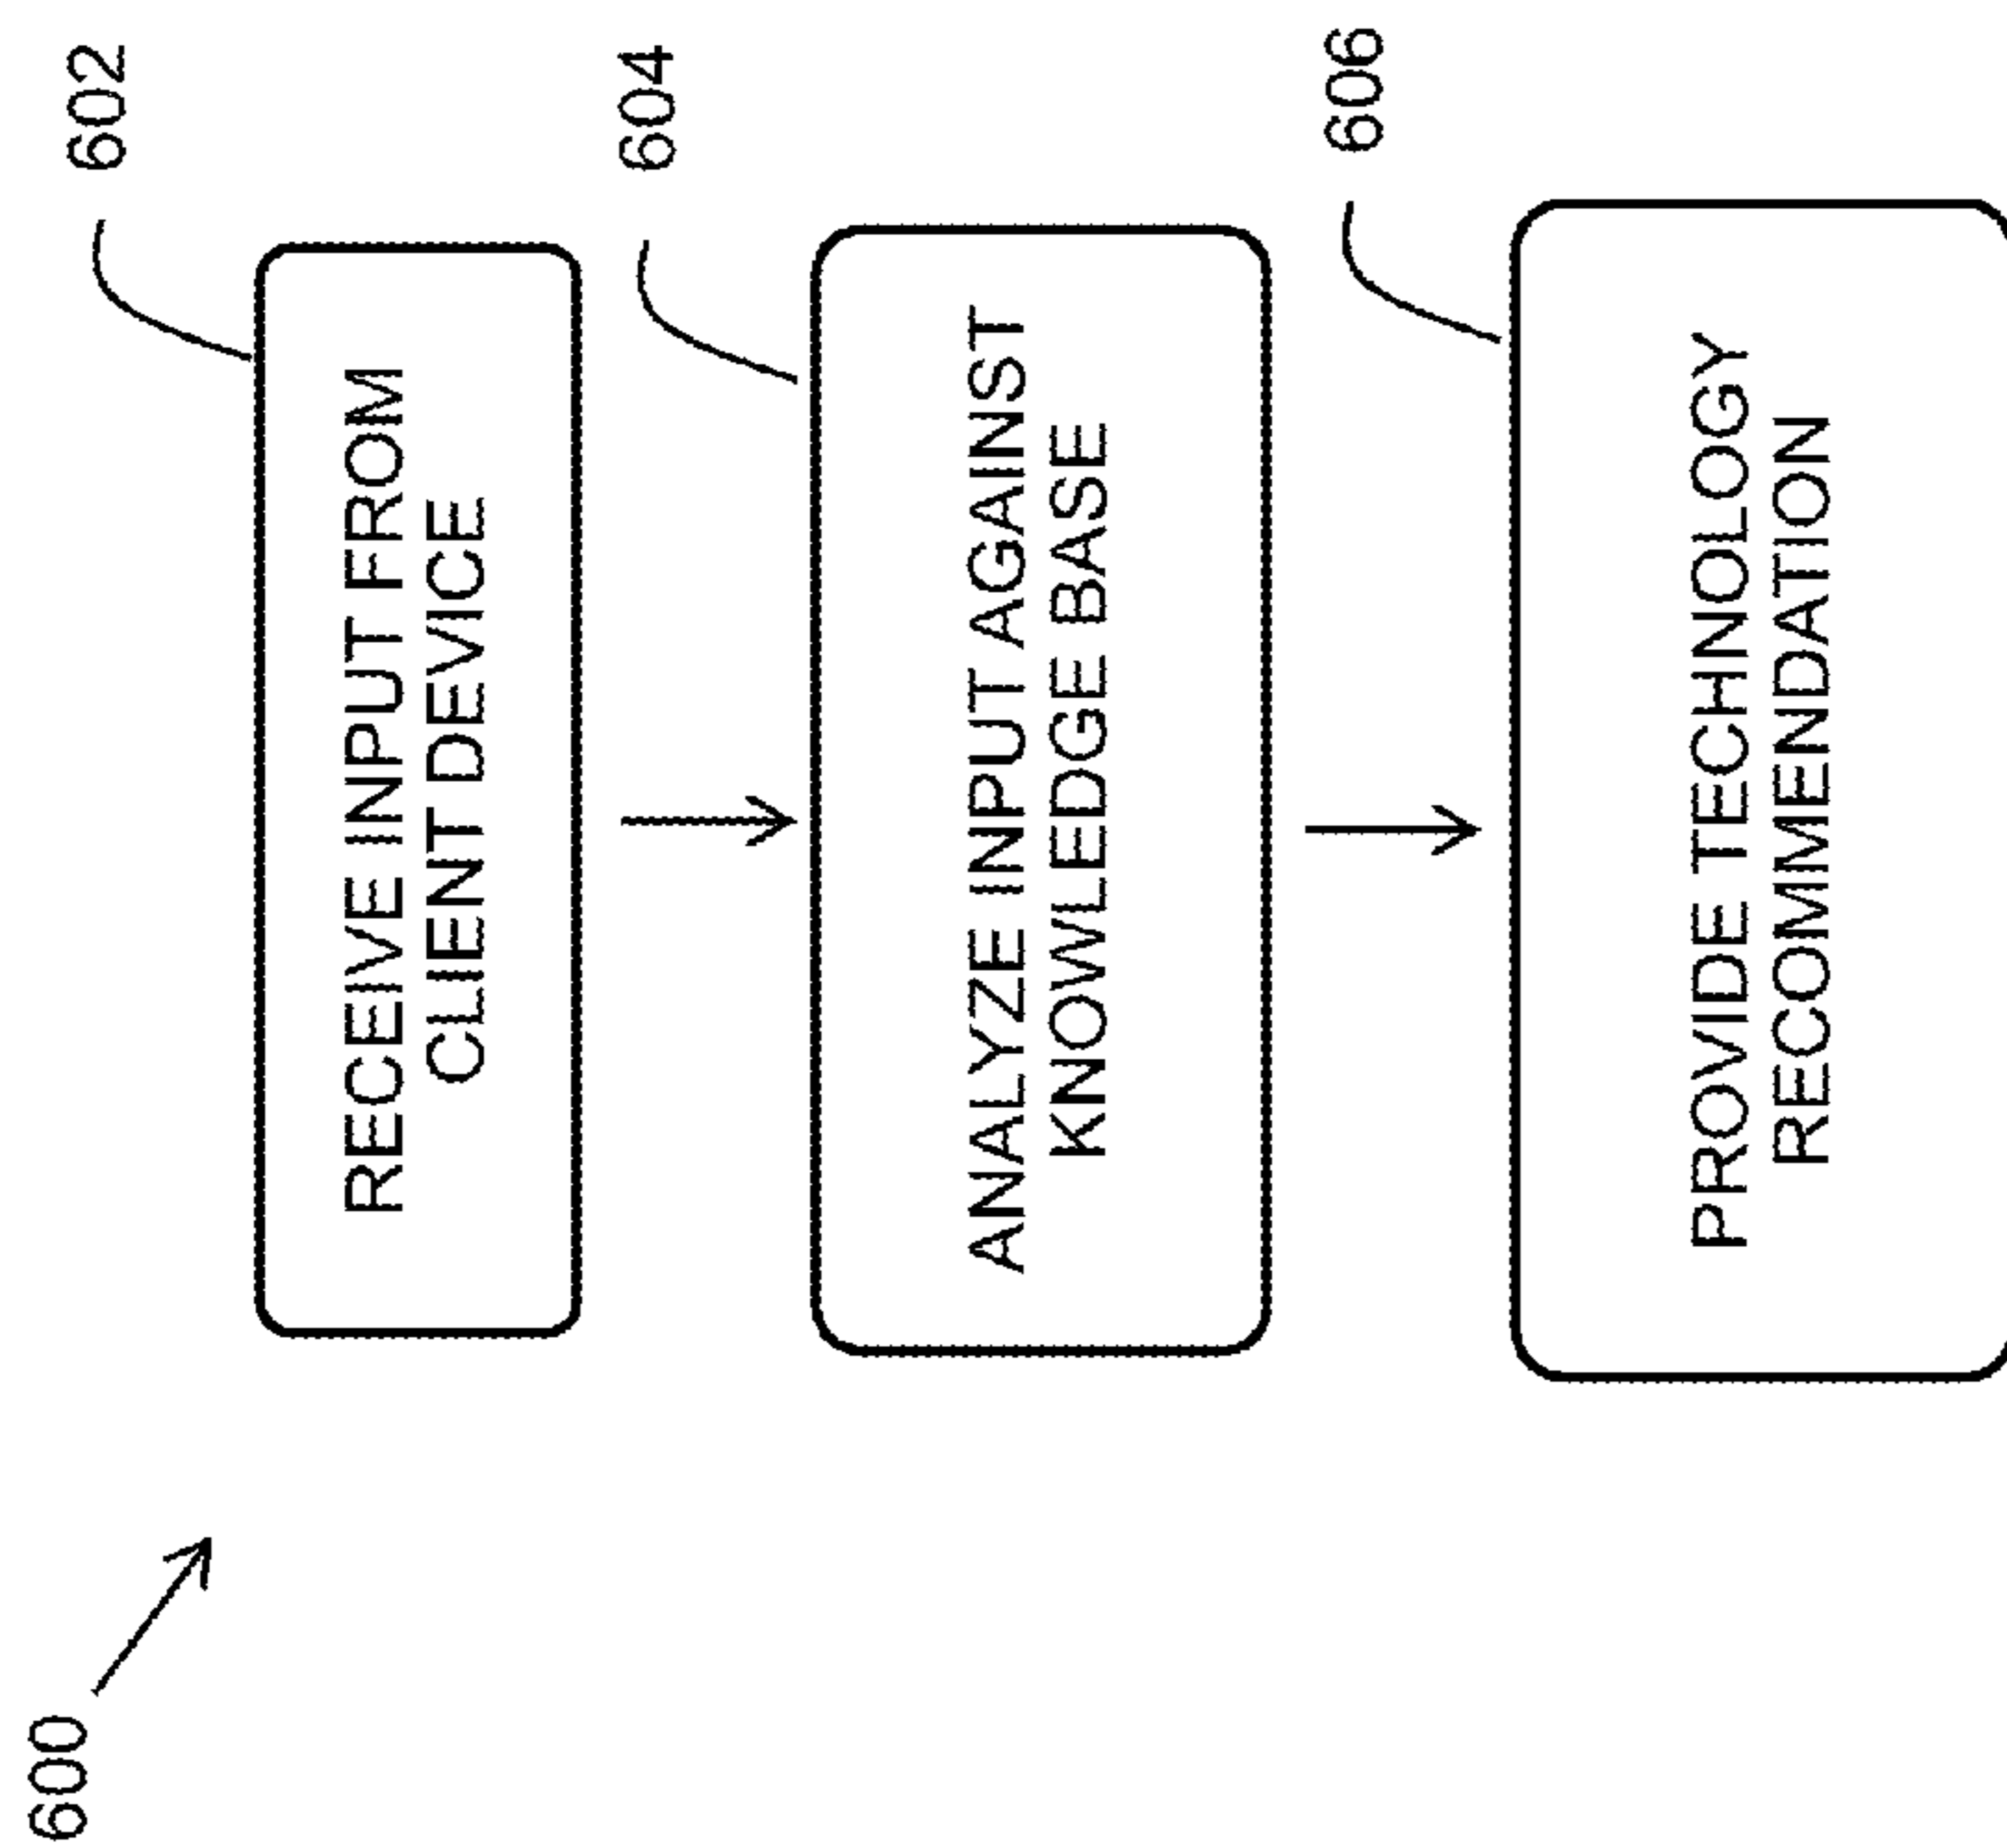 600
602
RECEIVE INPUT FROM
CLIENT DEVICE
604
ANALYZE INPUT AGAINST
KNOWLEDGE BASE
606
PROVIDE TECHNOLOGY
RECOMMENDATION